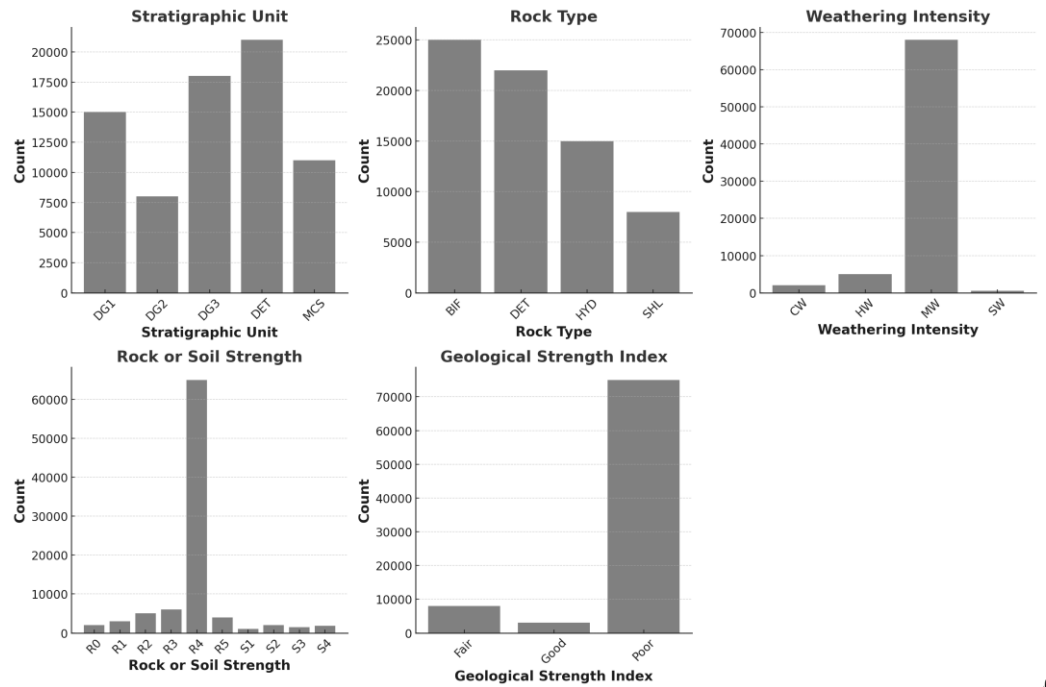 Stratigraphic Unit
20000
17500
15000
12500
10000
7500
5000
2500
0
Count
DG1 DG2 DG3 DET MCS
Stratigraphic Unit
Rock Type
25000
20000
15000
10000
5000
0
Count
BIF DET HYD SHL
Rock Type
Weathering Intensity
70000
60000
50000
40000
30000
20000
10000
0
Count
CW HW MW SW
Weathering Intensity
Rock or Soil Strength
60000
50000
40000
30000
20000
10000
0
Count
R0 R1 R2 R3 R4 R5 S1 S2 S3 S4
Rock or Soil Strength
Geological Strength Index
70000
60000
50000
40000
30000
20000
10000
0
Count
Fair Good Poor
Geological Strength Index